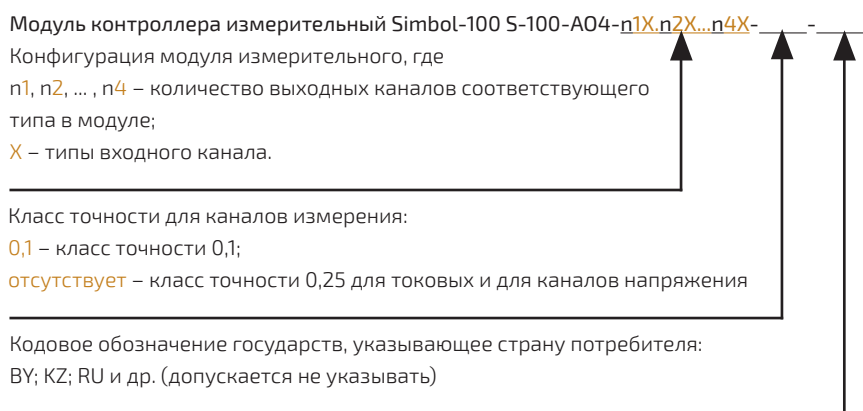 Модуль контроллера измерительный Simbol-100 S-100-AO4-n1X.n2X...n4X-_____-_____
Конфигурация модуля измерительного, где
n1, n2, ... , n4 – количество выходных каналов соответствующего
типа в модуле;
X – типы входного канала.
Класс точности для каналов измерения:
0,1 – класс точности 0,1;
отсутствует – класс точности 0,25 для токовых и для каналов напряжения
Кодовое обозначение государств, указывающее страну потребителя:
BY; KZ; RU и др. (допускается не указывать)